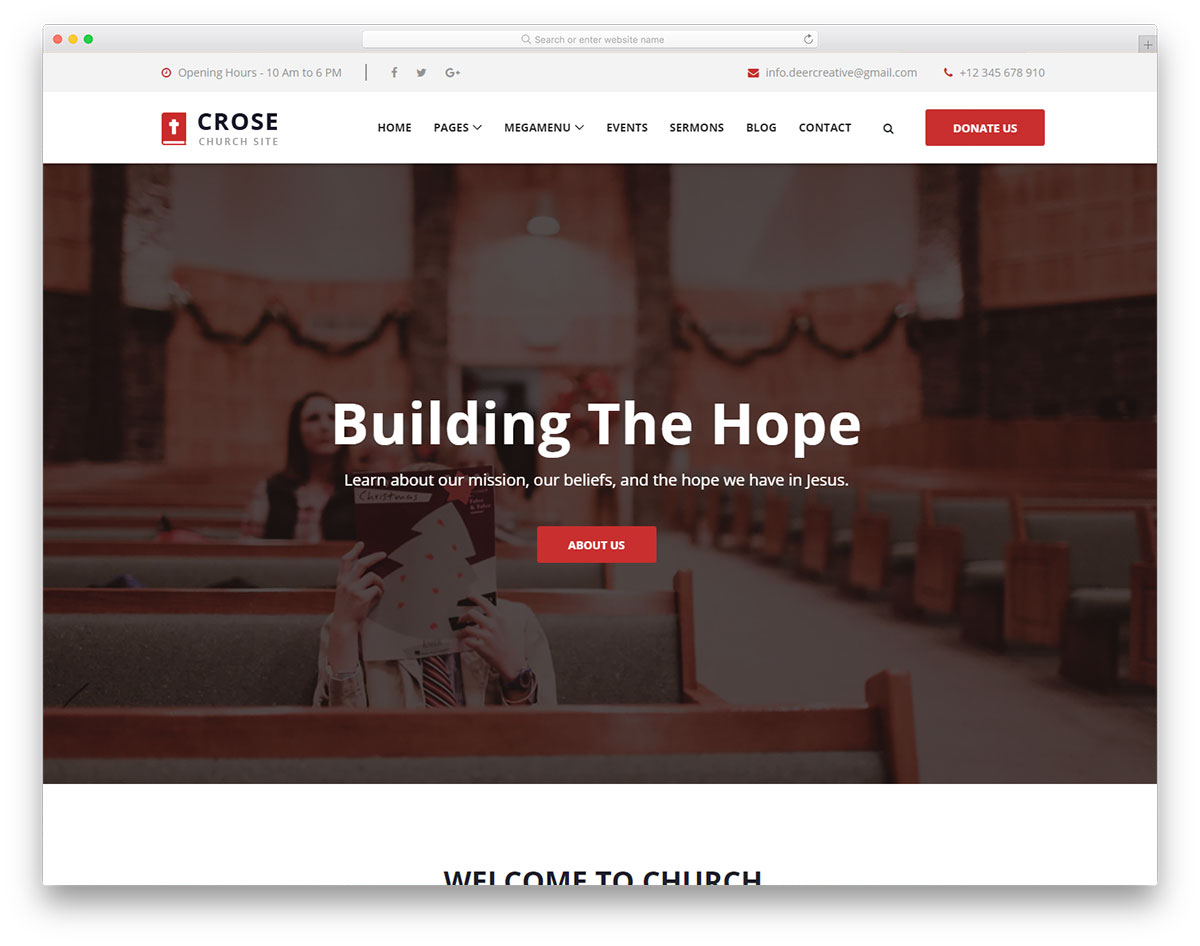 Search or enter website name
Opening Hours - 10 Am to 6 PM
info.deercreative@gmail.com
+12 345 678 910
CROSE
CHURCH SITE
HOME
PAGES
MEGAMENU
EVENTS
SERMONS
BLOG
CONTACT
DONATE US
Building The Hope
Learn about our mission, our beliefs, and the hope we have in Jesus.
Christmas
ABOUT US
WELCOME TO CHURCH